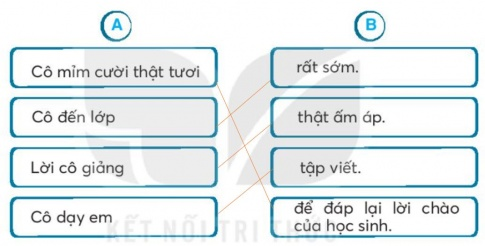 A
B
Cô mỉm cười thật tươi
rất sớm.
Cô đến lớp
thật ấm áp.
Lời cô giảng
tập viết.
Cô dạy em
để đáp lại lời chào
của học sinh.
KẾT NỐI TRI THỨC